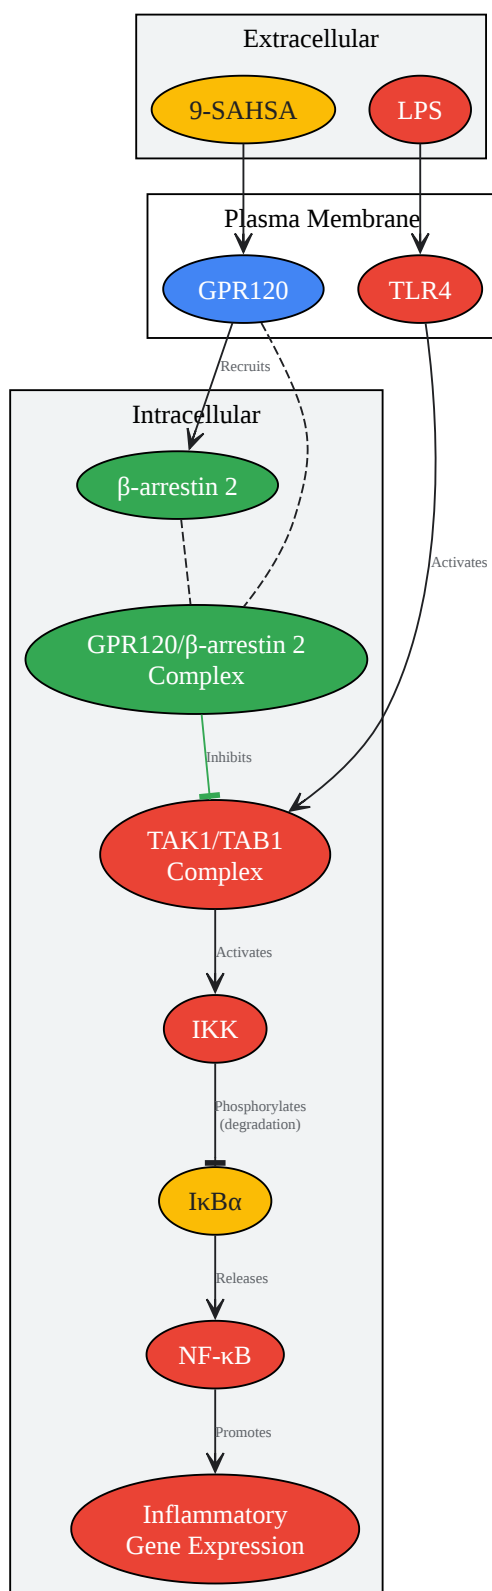 Extracellular
9-SAHSA
LPS
Plasma Membrane
GPR120
TLR4
Recruits
Intracellular
β-arrestin 2
Activates
GPR120/β-arrestin 2
Complex
Inhibits
TAK1/TAB1
Complex
Activates
IKK
Phosphorylates
(degradation)
IκBα
Releases
NF-κB
Promotes
Inflammatory
Gene Expression